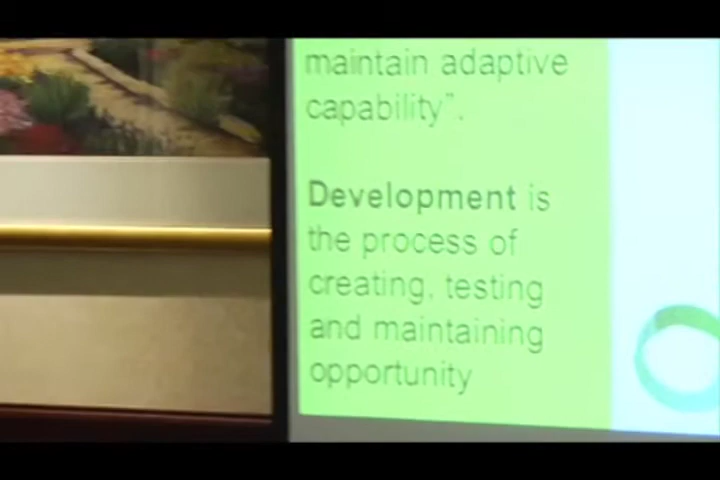 maintain adaptive
capability”.
Development is
the process of
creating, testing
and maintaining
opportunity